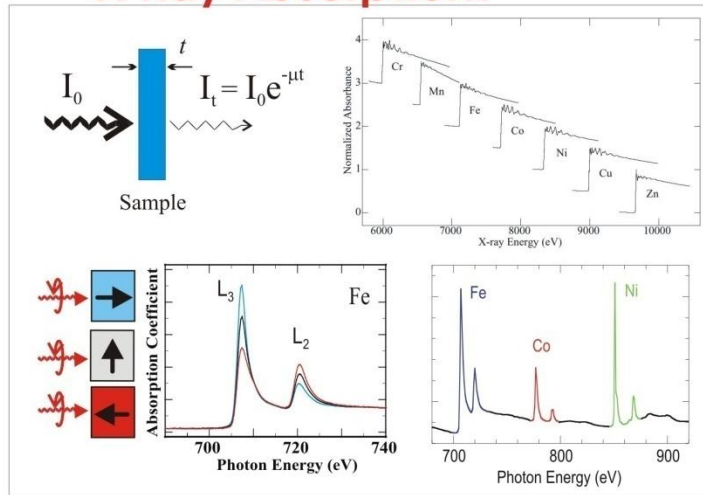 t
I₀
Iₜ = I₀e^-μt
Sample
Normalized Absorbance
4
3
2
1
0
Cr
Mn
Fe
Co
Ni
Cu
Zn
6000 7000 8000 9000 10000
X-ray Energy (eV)
Absorption Coefficient
L₃
L₂
Fe
700 720 740
Photon Energy (eV)
Fe
Co
Ni
700 800 900
Photon Energy (eV)